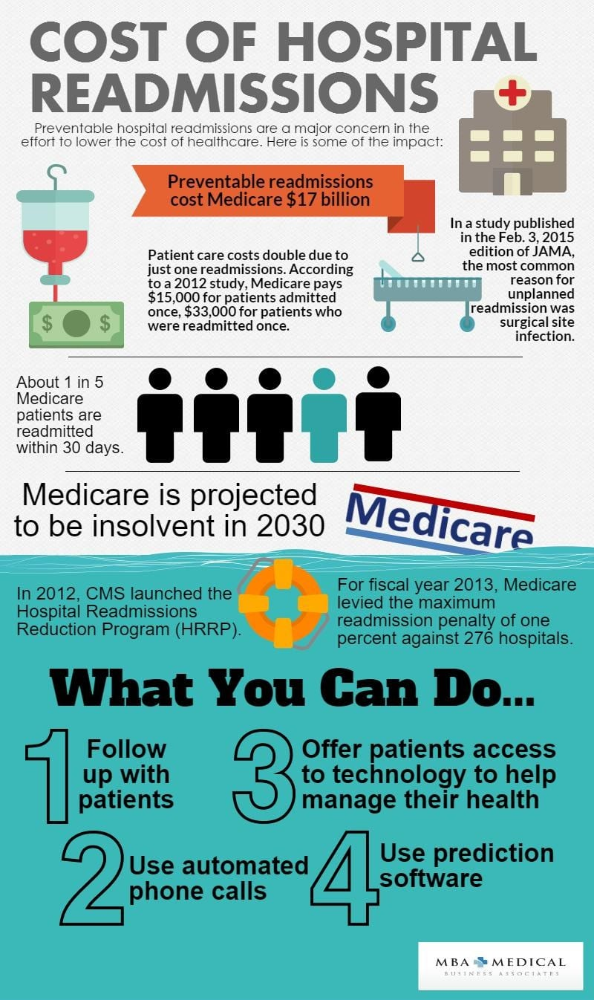 COST OF HOSPITAL
READMISSIONS
Preventable hospital readmissions are a major concern in the
effort to lower the cost of healthcare. Here is some of the impact:
Preventable readmissions
cost Medicare $17 billion
Patient care costs double due to
just one readmissions. According
to a 2012 study, Medicare pays
$15,000 for patients admitted
once, $33,000 for patients who
were readmitted once.
In a study published
in the Feb. 3, 2015
edition of JAMA,
the most common
reason for
unplanned
readmission was
surgical site
infection.
$ $
About 1 in 5
Medicare
patients are
readmitted
within 30 days.
Medicare is projected
to be insolvent in 2030
Medicare
In 2012, CMS launched the
Hospital Readmissions
Reduction Program (HRRP).
For fiscal year 2013, Medicare
levied the maximum
readmission penalty of one
percent against 276 hospitals.
What You Can Do...
1 Follow
up with
patients
2 Use automated
phone calls
3 Offer patients access
to technology to help
manage their health
4 Use prediction
software
MBA MEDICAL
BUSINESS ASSOCIATES